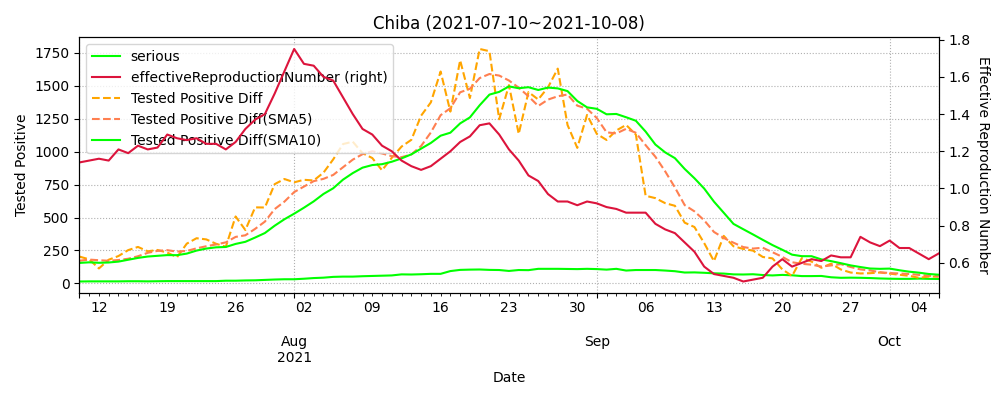 Chiba (2021-07-10~2021-10-08)
serious
effectiveReproductionNumber (right)
Tested Positive Diff
Tested Positive Diff(SMA5)
Tested Positive Diff(SMA10)
Tested Positive
1750
1500
1250
1000
750
500
250
0
1.8
1.6
1.4
1.2
1.0
0.8
0.6
Effective Reproduction Number
12 19 26 02 09 16 23 30 06 13 20 27 04
Aug Sep Oct
2021
Date